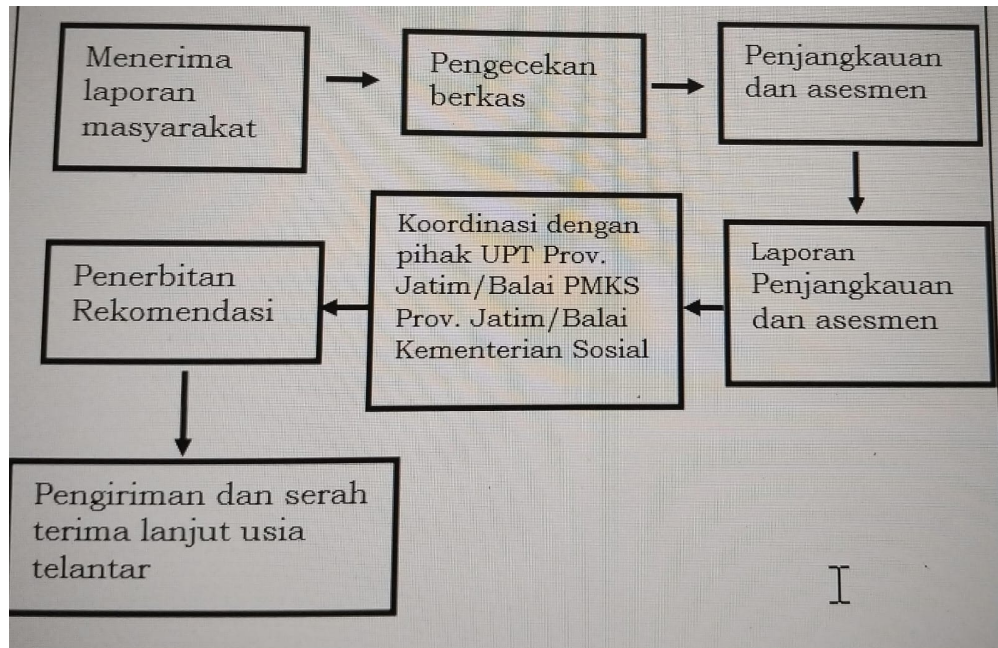 Menerima
laporan
masyarakat
Pengecekan
berkas
Penjangkauan
dan asesmen
Laporan
Penjangkauan
dan asesmen
Koordinasi dengan
pihak UPT Prov.
Jatim/Balai PMKS
Prov. Jatim/Balai
Kementerian Sosial
Penerbitan
Rekomendasi
Pengiriman dan serah
terima lanjut usia
telantar